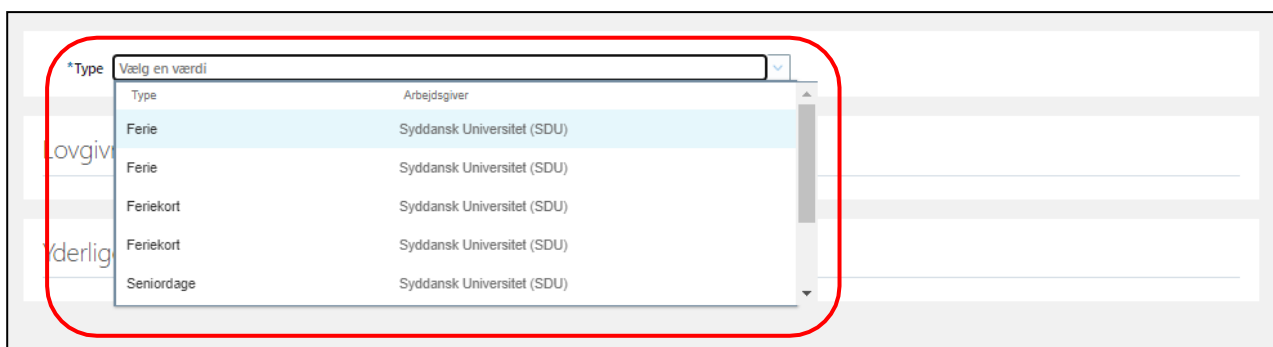 *Type Vælg en værdi
Type Arbejdsgiver
Ferie Syddansk Universitet (SDU)
Lovgivn
Ferie Syddansk Universitet (SDU)
Feriekort Syddansk Universitet (SDU)
Feriekort Syddansk Universitet (SDU)
Yderlig
Seniordage Syddansk Universitet (SDU)